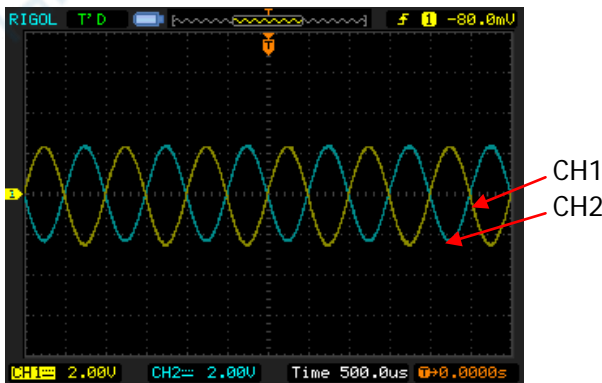 RIGOL T'D T f 1 -80.0mV
T
1
CH1
CH2
CH1 2.00V CH2 2.00V Time 500.0us T→0.0000s